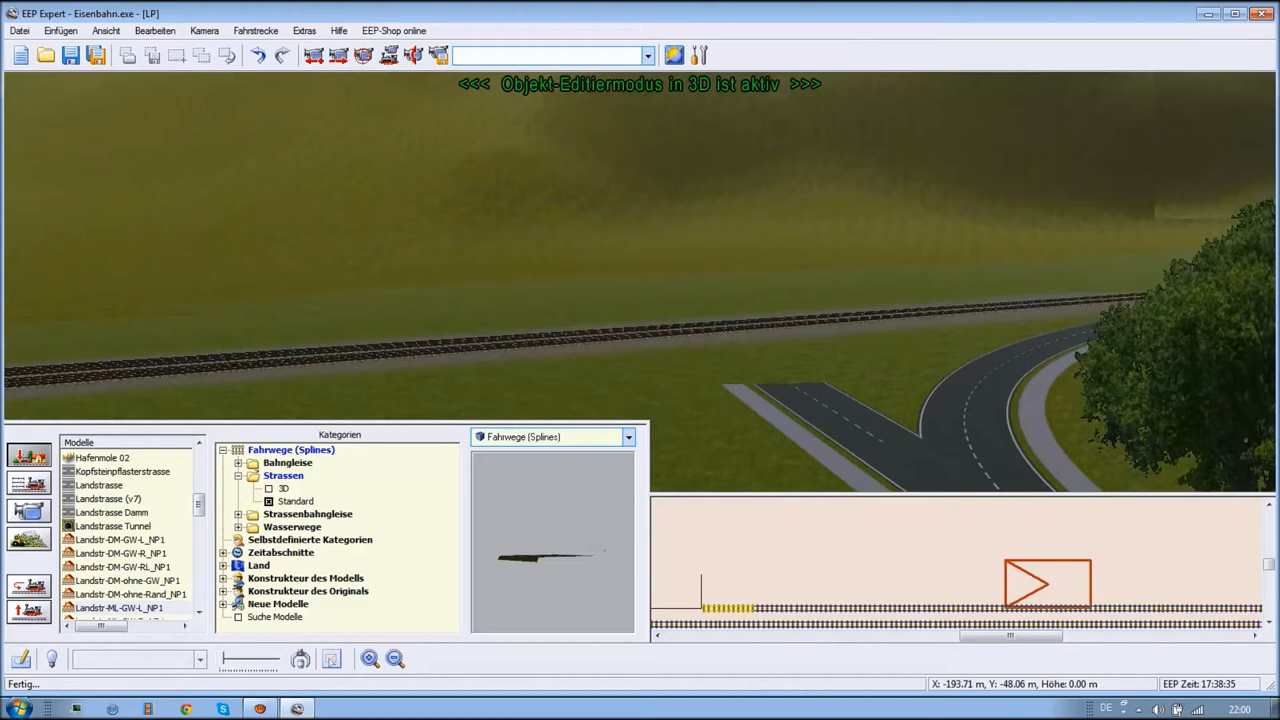 EEP Expert - Eisenbahn.exe - [LP]
Datei Einfügen Ansicht Bearbeiten Kamera Fahrstrecke Extras Hilfe EEP-Shop online
<<< Objekt-Editiermodus in 3D ist aktiv >>>
Modelle
Hafenmole 02
Kopfsteinpflasterstrasse
Landstrasse
Landstrasse (v7)
Landstrasse Damm
Landstrasse Tunnel
Landstr-DM-GW-L_NP1
Landstr-DM-GW-R_NP1
Landstr-DM-GW-RL_NP1
Landstr-DM-ohne-GW_NP1
Landstr-DM-ohne-Rand_NP1
Landstr-ML-GW-L_NP1
Kategorien
Fahrwege (Splines)
Bahngleise
Strassen
3D
Standard
Strassenbahngleise
Wasserwege
Selbstdefinierte Kategorien
Zeitabschnitte
Land
Konstrukteur des Modells
Konstrukteur des Originals
Neue Modelle
Suche Modelle
Fahrwege (Splines)
Fertig...
X: -193.71 m, Y: -48.06 m, Höhe: 0.00 m
EEP Zeit: 17:38:35
DE
22:00